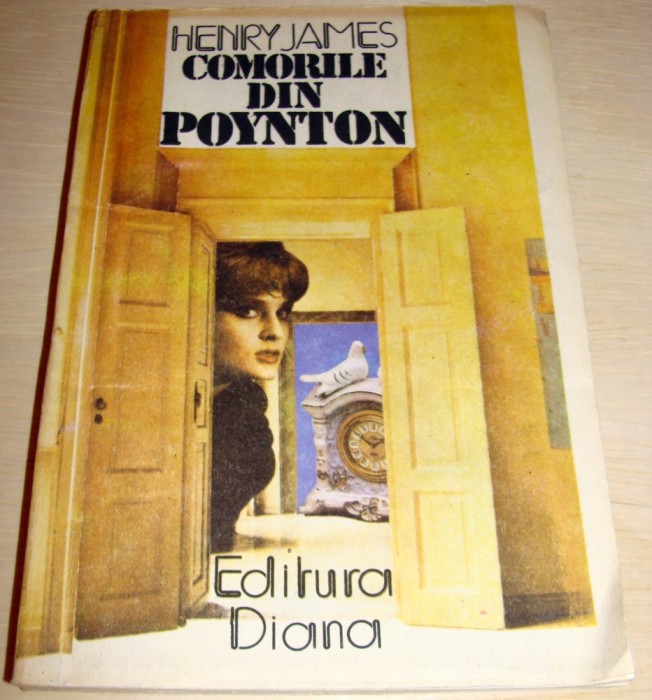 HENRY JAMES
COMORILE
DIN
POYNTON
Editura
Diana